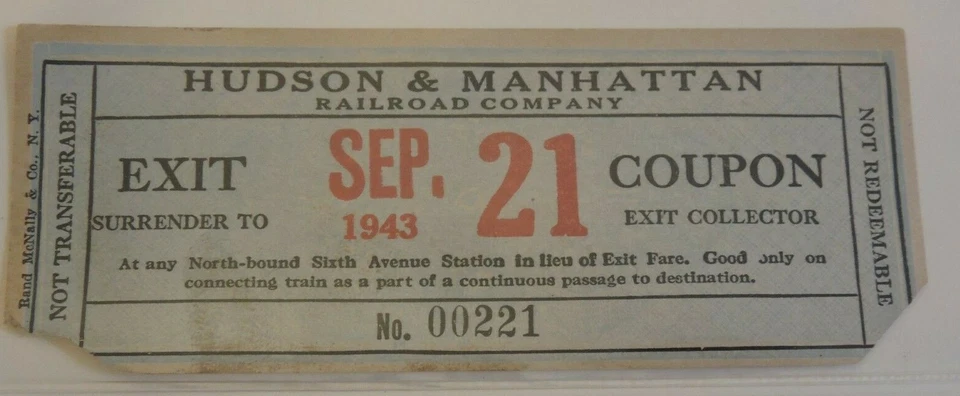 HUDSON & MANHATTAN
RAILROAD COMPANY
Rand McNally & Co., N. Y.
NOT TRANSFERABLE
EXIT
SURRENDER TO
SEP. 21
1943
COUPON
EXIT COLLECTOR
At any North-bound Sixth Avenue Station in lieu of Exit Fare. Good only on
connecting train as a part of a continuous passage to destination.
No. 00221
NOT REDEEMABLE